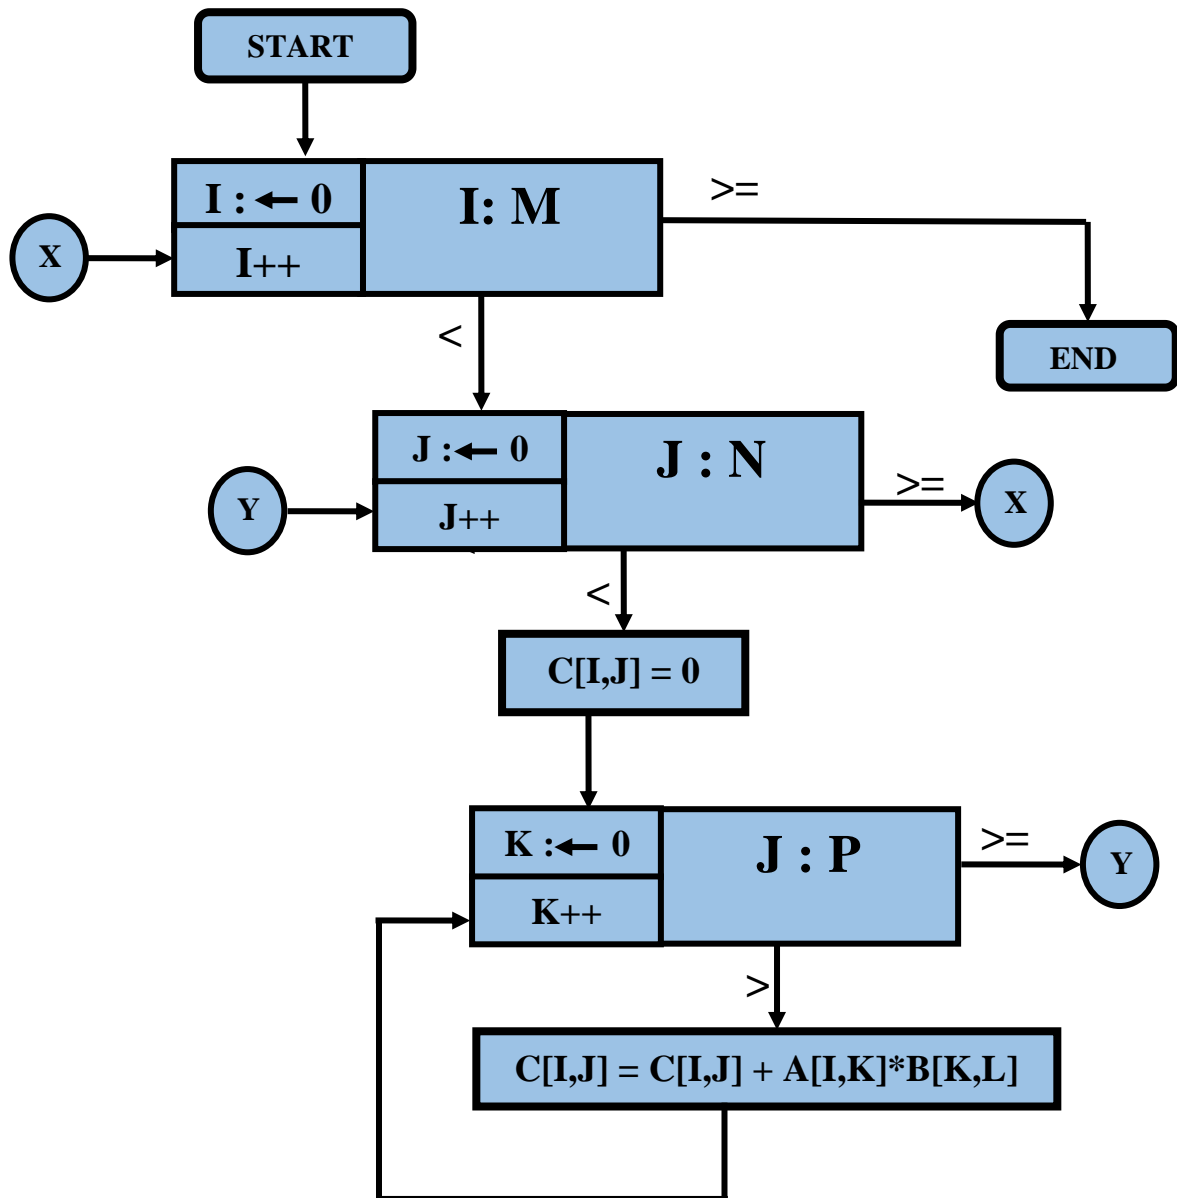 START
I : ← 0
I: M
>=
X
I++
<
END
J : ← 0
J : N
>=
Y
J++
X
<
C[I,J] = 0
K : ← 0
J : P
>=
Y
K++
>
C[I,J] = C[I,J] + A[I,K]*B[K,L]